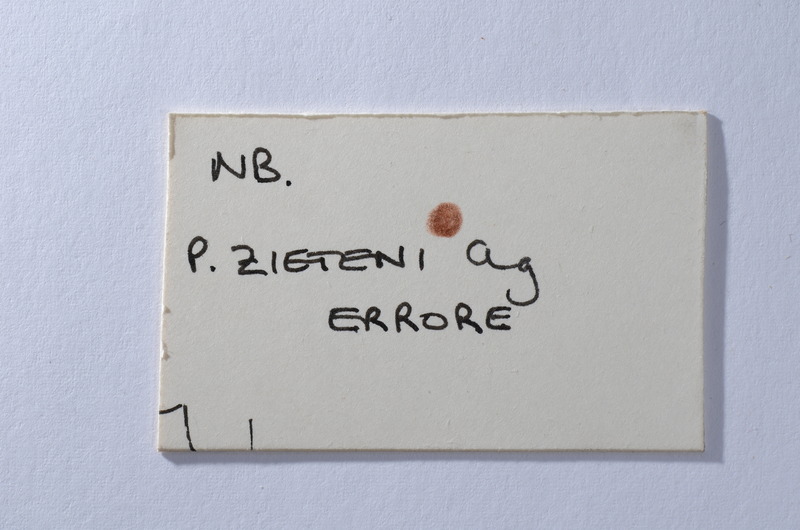 NB.
P. ZIETENI Ag
ERRORE